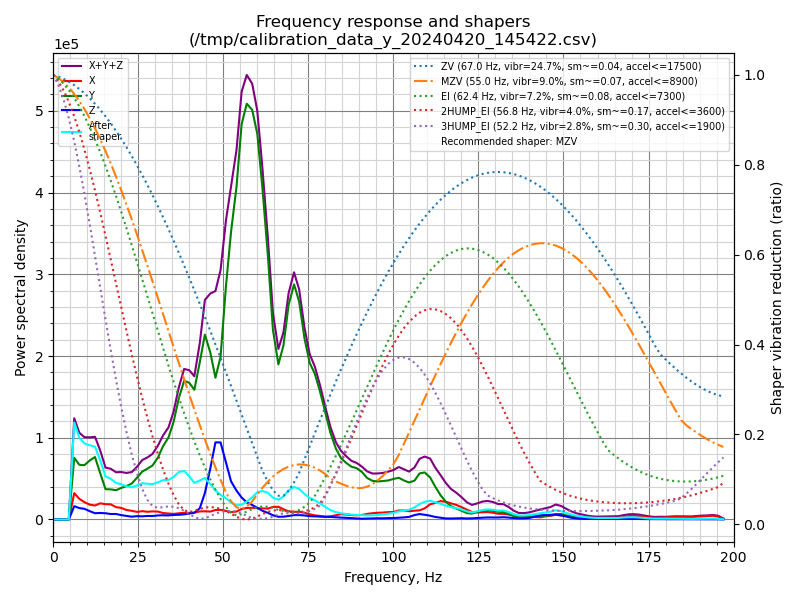 Frequency response and shapers
(/tmp/calibration_data_y_20240420_145422.csv)
1e5
X+Y+Z
X
Y
Z
After
shaper
ZV (67.0 Hz, vibr=24.7%, sm~=0.04, accel<=17500)
MZV (55.0 Hz, vibr=9.0%, sm~=0.07, accel<=8900)
EI (62.4 Hz, vibr=7.2%, sm~=0.08, accel<=7300)
2HUMP_EI (56.8 Hz, vibr=4.0%, sm~=0.17, accel<=3600)
3HUMP_EI (52.2 Hz, vibr=2.8%, sm~=0.30, accel<=1900)
Recommended shaper: MZV
5
4
3
2
1
0
Power spectral density
1.0
0.8
0.6
0.4
0.2
0.0
Shaper vibration reduction (ratio)
0 25 50 75 100 125 150 175 200
Frequency, Hz